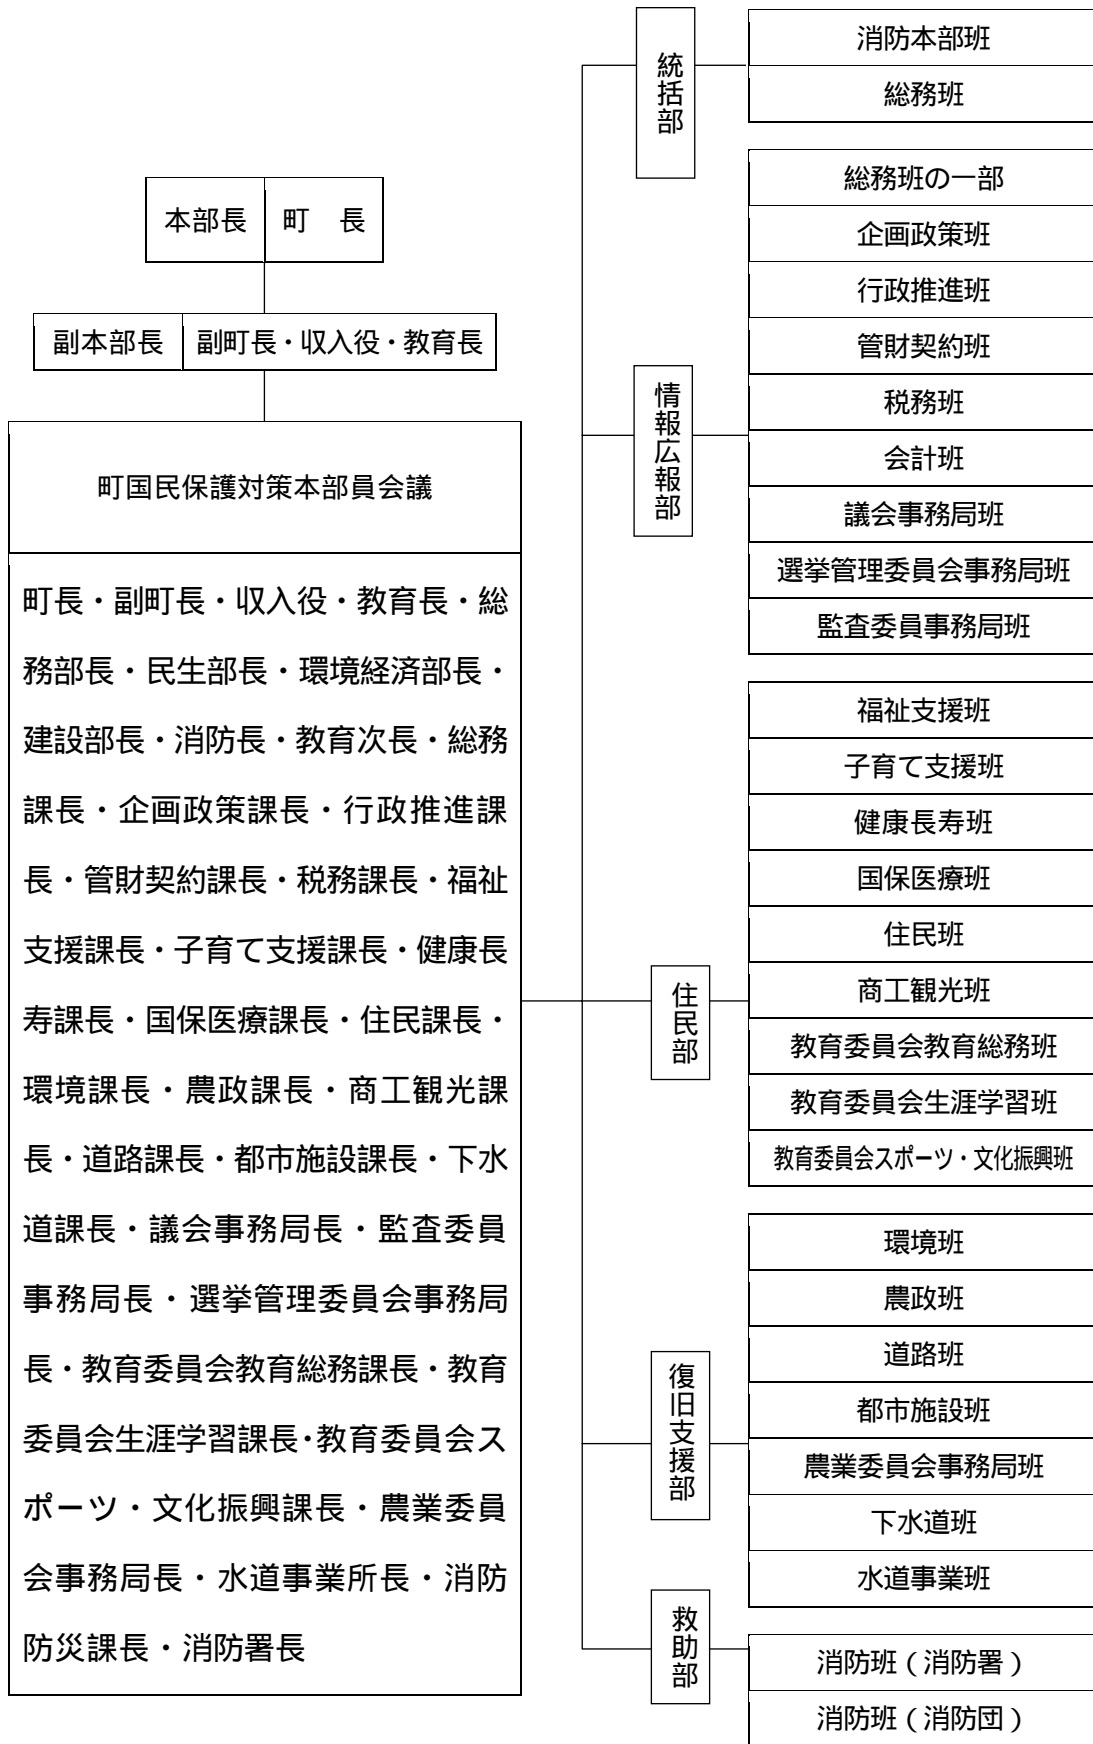 本部長 町　長
副本部長 副町長・収入役・教育長
町国民保護対策本部員会議
町長・副町長・収入役・教育長・総
務部長・民生部長・環境経済部長・
建設部長・消防長・教育次長・総務
課長・企画政策課長・行政推進課
長・管財契約課長・税務課長・福祉
支援課長・子育て支援課長・健康長
寿課長・国保医療課長・住民課長・
環境課長・農政課長・商工観光課
長・道路課長・都市施設課長・下水
道課長・議会事務局長・監査委員
事務局長・選挙管理委員会事務局
長・教育委員会教育総務課長・教育
委員会生涯学習課長・教育委員会ス
ポーツ・文化振興課長・農業委員
会事務局長・水道事業所長・消防
防災課長・消防署長
統括部
消防本部班
総務班
情報広報部
総務班の一部
企画政策班
行政推進班
管財契約班
税務班
会計班
議会事務局班
選挙管理委員会事務局班
監査委員事務局班
住民部
福祉支援班
子育て支援班
健康長寿班
国保医療班
住民班
商工観光班
教育委員会教育総務班
教育委員会生涯学習班
教育委員会スポーツ・文化振興班
復旧支援部
環境班
農政班
道路班
都市施設班
農業委員会事務局班
下水道班
水道事業班
救助部
消防班（消防署）
消防班（消防団）